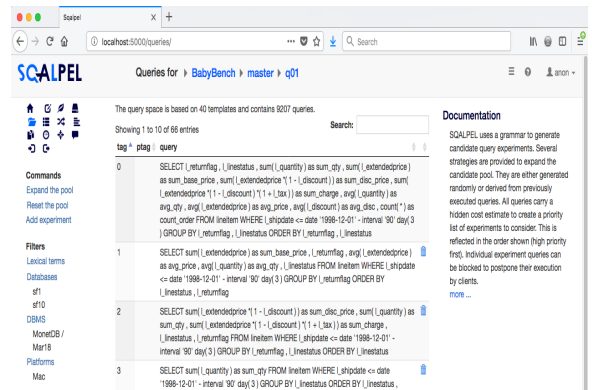 Sqalpel
localhost:5000/queries/
Search
SQALPEL
Queries for BabyBench master q01
anon
The query space is based on 40 templates and contains 9207 queries.
Showing 1 to 10 of 66 entries
Search:
tag ptag query
0
SELECT l_returnflag , l_linestatus , sum( l_quantity ) as sum_qty , sum( l_extendedprice )
as sum_base_price , sum( l_extendedprice *( 1 - l_discount ) ) as sum_disc_price , sum(
l_extendedprice *( 1 - l_discount ) *( 1 + l_tax ) ) as sum_charge , avg( l_quantity ) as
avg_qty , avg( l_extendedprice ) as avg_price , avg( l_discount ) as avg_disc , count( * ) as
count_order FROM lineitem WHERE l_shipdate <= date '1998-12-01' - interval '90' day( 3
) GROUP BY l_returnflag , l_linestatus ORDER BY l_returnflag , l_linestatus
1
SELECT sum( l_extendedprice ) as sum_base_price , l_returnflag , avg( l_extendedprice )
as avg_price , avg( l_quantity ) as avg_qty , l_linestatus FROM lineitem WHERE l_shipdate
<= date '1998-12-01' - interval '90' day( 3 ) GROUP BY l_returnflag , l_linestatus ORDER BY
l_linestatus , l_returnflag
2
SELECT sum( l_extendedprice *( 1 - l_discount ) ) as sum_disc_price , sum( l_quantity ) as
sum_qty , sum( l_extendedprice *( 1 - l_discount ) *( 1 + l_tax ) ) as sum_charge ,
l_linestatus , l_returnflag FROM lineitem WHERE l_shipdate <= date '1998-12-01' -
interval '90' day( 3 ) GROUP BY l_returnflag , l_linestatus ORDER BY l_returnflag , l_linestatus
3
SELECT sum( l_quantity ) as sum_qty FROM lineitem WHERE l_shipdate <= date
'1998-12-01' - interval '90' day( 3 ) GROUP BY l_returnflag , l_linestatus ORDER BY l_linestatus ,
Commands
Expand the pool
Reset the pool
Add experiment
Filters
Lexical terms
Databases
sf1
sf10
DBMS
MonetDB /
Mar18
Platforms
Mac
Documentation
SQALPEL uses a grammar to generate
candidate query experiments. Several
strategies are provided to expand the
candidate pool. They are either generated
randomly or derived from previously
executed queries. All queries carry a
hidden cost estimate to create a priority
list of experiments to consider. This is
reflected in the order shown (high priority
first). Individual experiment queries can
be blocked to postpone their execution
by clients.
more ...